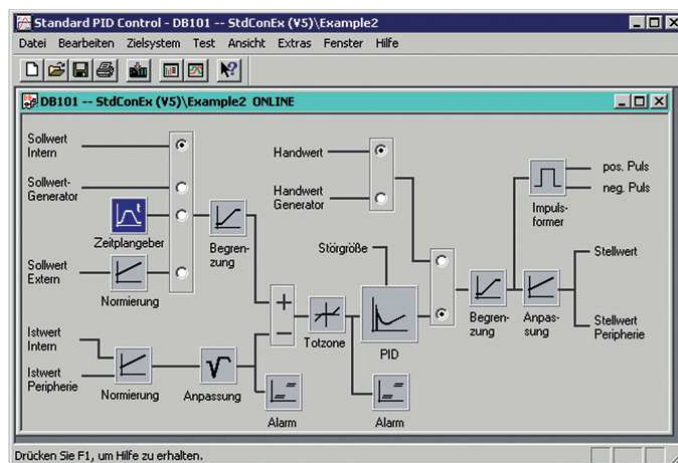 Standard PID Control - DB101 -- StdConEx (V5)\Example2
Datei Bearbeiten Zielsystem Test Ansicht Extras Fenster Hilfe
DB101 -- StdConEx (V5)\Example2 ONLINE
Sollwert
Intern
Sollwert-
Generator
Zeitplangeber
Sollwert
Extern
Normierung
Begren-
zung
Istwert
Intern
Istwert
Peripherie
Normierung
Anpassung
+
−
Alarm
Totzone
Störgröße
PID
Alarm
Handwert
Handwert
Generator
Begren-
zung
Anpas-
sung
Impuls-
former
pos. Puls
neg. Puls
Stellwert
Stellwert
Peripherie
Drücken Sie F1, um Hilfe zu erhalten.